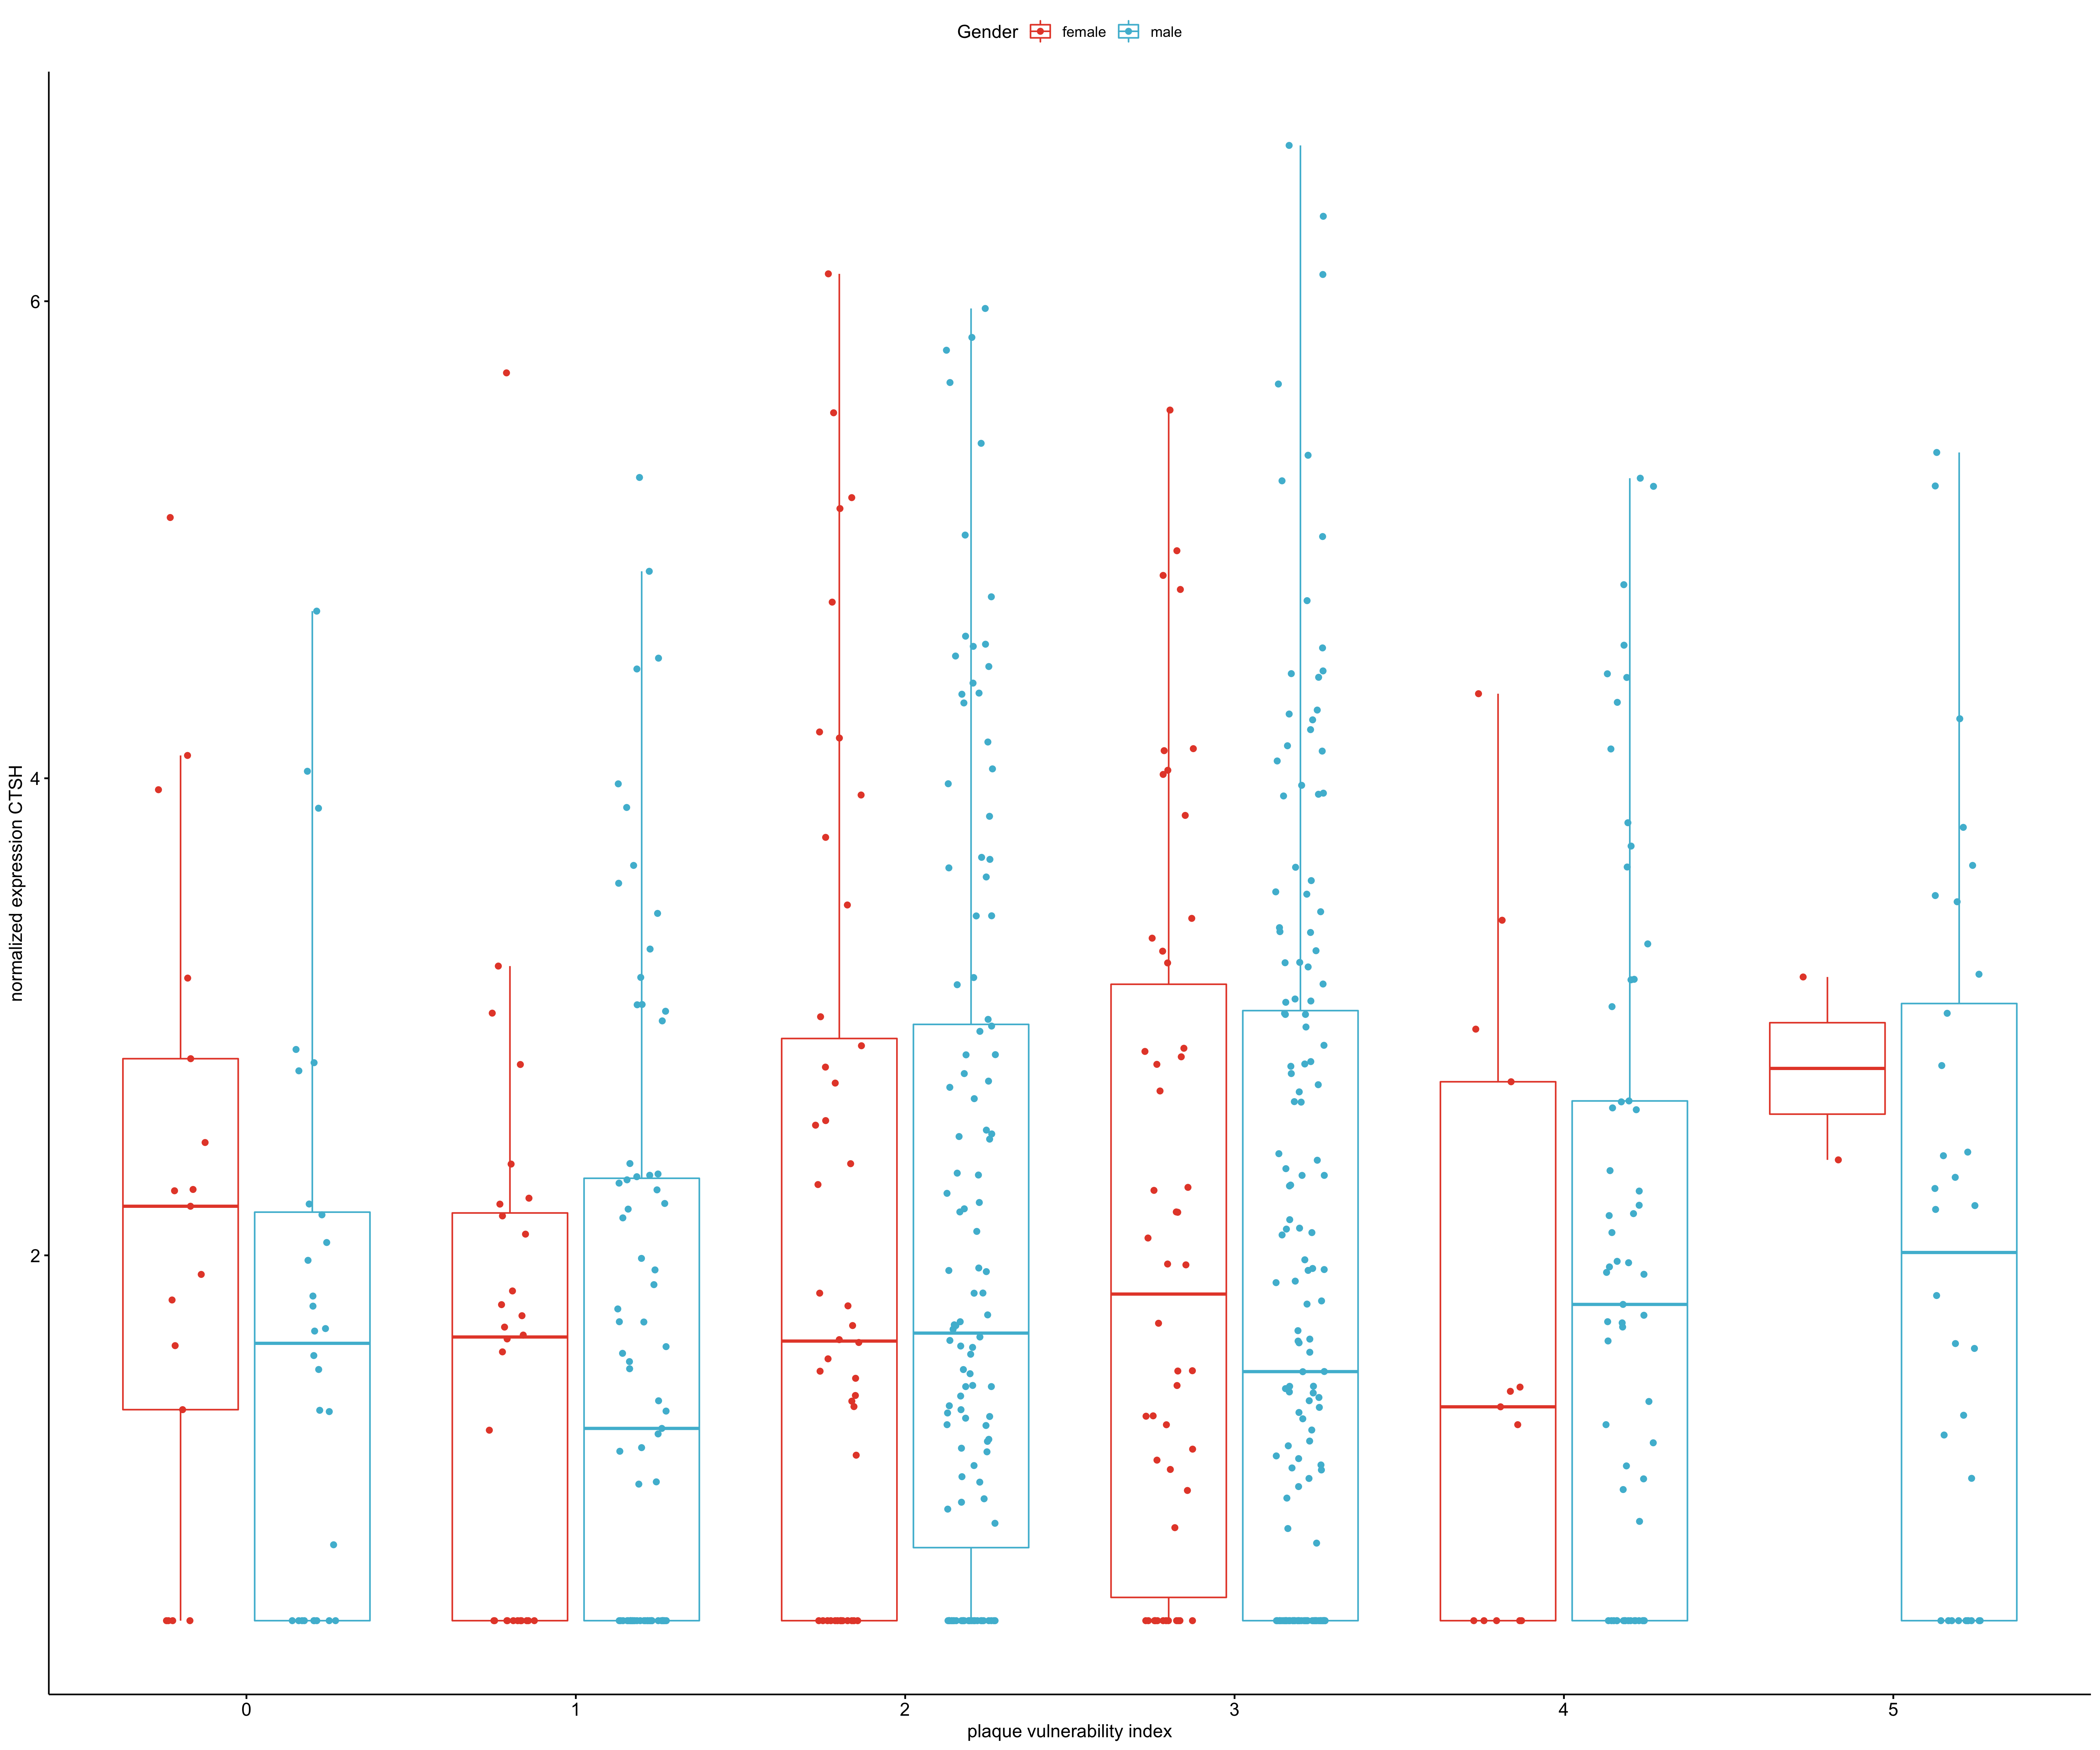 Gender female male
normalized expression CTSH
6
4
2
0 1 2 3 4 5
plaque vulnerability index